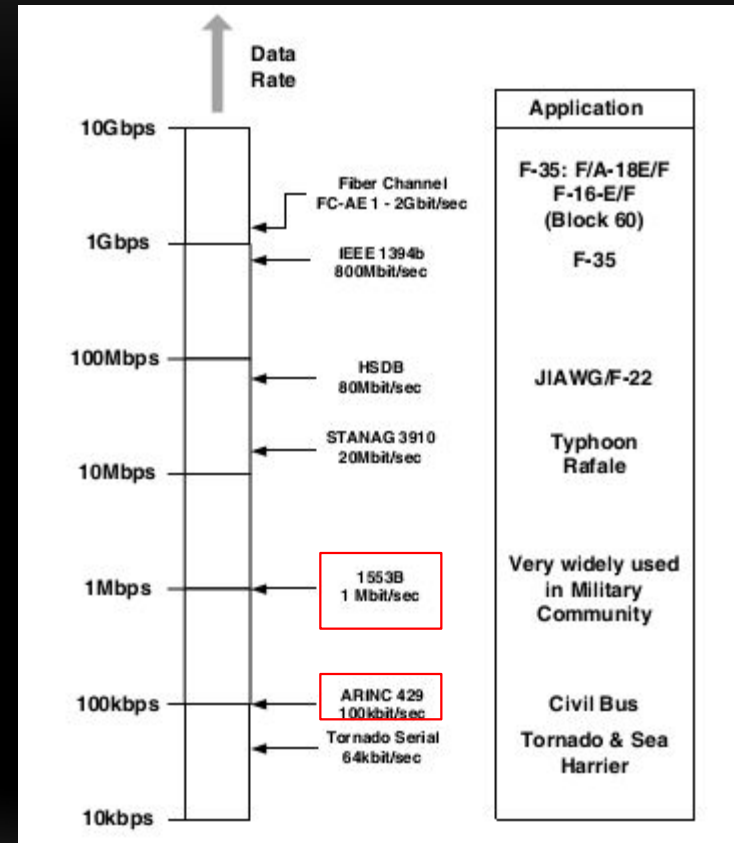 Data
Rate
Application
10Gbps
Fiber Channel
FC-AE 1 - 2Gbit/sec
F-35: F/A-18E/F
F-16-E/F
(Block 60)
1Gbps
IEEE 1394b
800Mbit/sec
F-35
100Mbps
HSDB
80Mbit/sec
JIAWG/F-22
STANAG 3910
20Mbit/sec
Typhoon
Rafale
10Mbps
1Mbps
1553B
1 Mbit/sec
Very widely used
in Military
Community
100kbps
ARINC 429
100kbit/sec
Civil Bus
Tornado Serial
64kbit/sec
Tornado & Sea
Harrier
10kbps